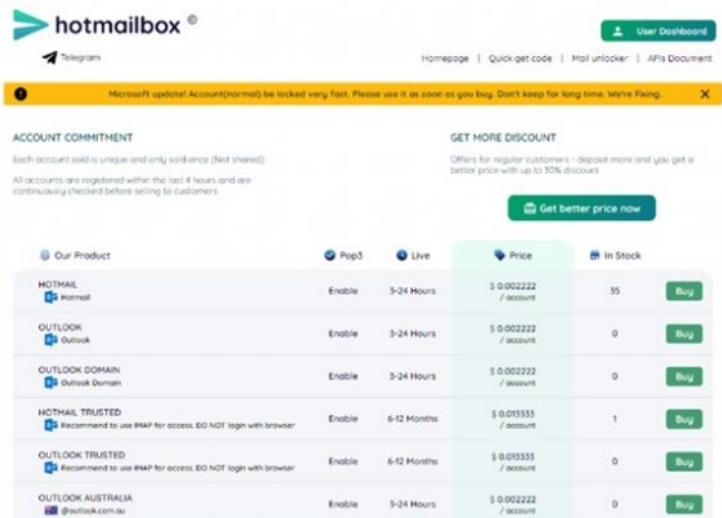 hotmailbox ©
User Dashboard
Telegram
Homepage | Quick get code | Mail unlocker | APIs Document
Microsoft update! Account(normal) be locked very fast. Please use it as soon as you buy. Don't keep for long time. We're Fixing.
ACCOUNT COMMITMENT
Each account sold is unique and only sold once (Not shared)
All accounts are registered within the last 4 hours and are
continuously checked before selling to customers
GET MORE DISCOUNT
Offers for regular customers - deposit more and you get a
better price with up to 30% discount
Get better price now
Our Product Pop3 Live Price In Stock
HOTMAIL
Hotmail
Enable 3-24 Hours $ 0.002222 / account 35 Buy
OUTLOOK
Outlook
Enable 3-24 Hours $ 0.002222 / account 0 Buy
OUTLOOK DOMAIN
Outlook Domain
Enable 3-24 Hours $ 0.002222 / account 0 Buy
HOTMAIL TRUSTED
Recommend to use IMAP for access. DO NOT login with browser
Enable 6-12 Months $ 0.013333 / account 1 Buy
OUTLOOK TRUSTED
Recommend to use IMAP for access. DO NOT login with browser
Enable 6-12 Months $ 0.013333 / account 0 Buy
OUTLOOK AUSTRALIA
@outlook.com.au
Enable 3-24 Hours $ 0.002222 / account 0 Buy